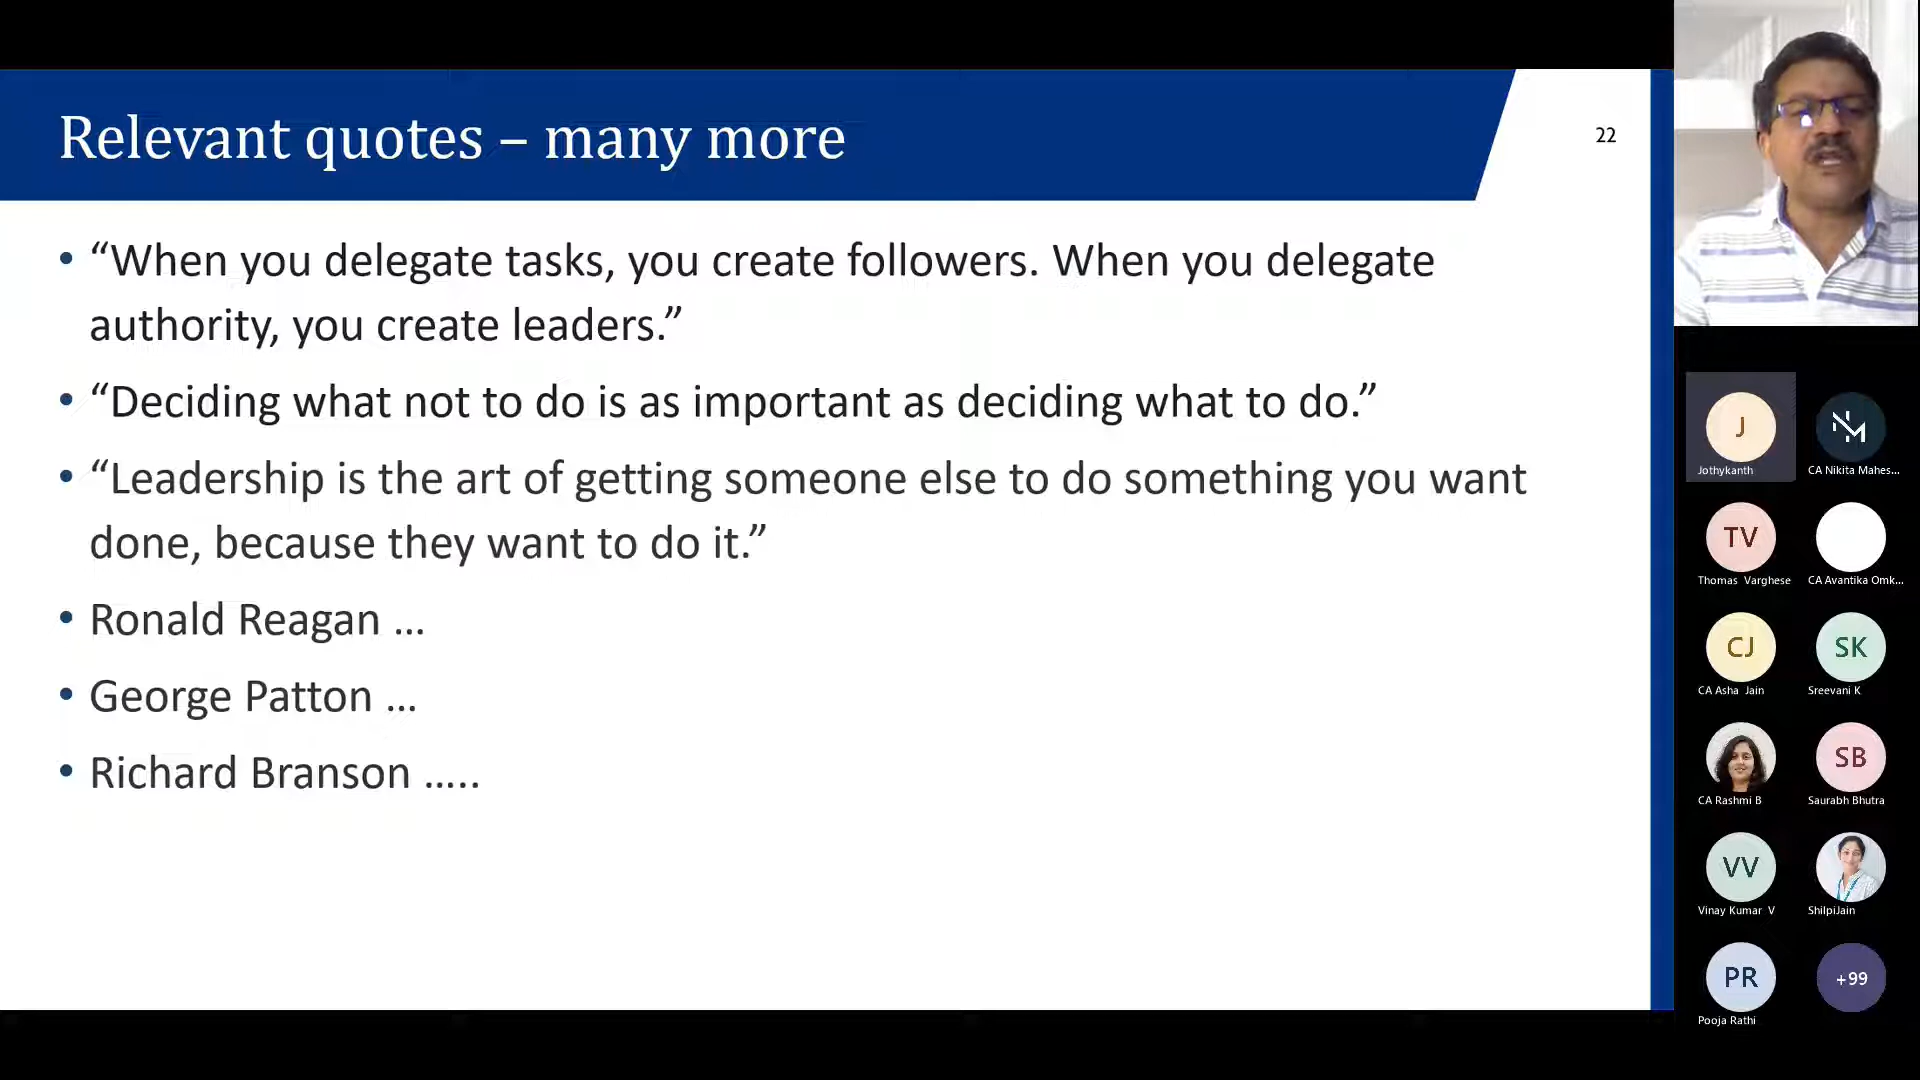 Relevant quotes – many more
22
• “When you delegate tasks, you create followers. When you delegate
authority, you create leaders.”
• “Deciding what not to do is as important as deciding what to do.”
• “Leadership is the art of getting someone else to do something you want
done, because they want to do it.”
• Ronald Reagan ...
• George Patton ...
• Richard Branson .....
J
Jothykanth
CA Nikita Mahes...
TV
Thomas Varghese
CA Avantika Omk...
CJ
CA Asha Jain
SK
Sreevani K
CA Rashmi B
SB
Saurabh Bhutra
VV
Vinay Kumar V
ShilpiJain
PR
Pooja Rathi
+99